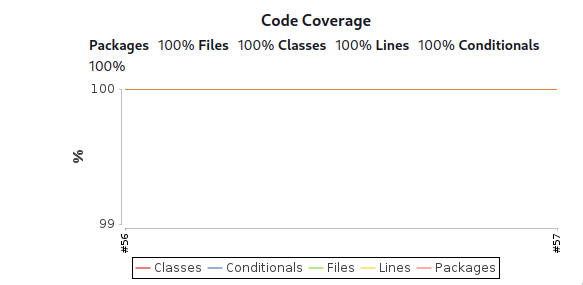 Code Coverage
Packages 100% Files 100% Classes 100% Lines 100% Conditionals
100%
100
%
99
#56
#57
Classes Conditionals Files Lines Packages